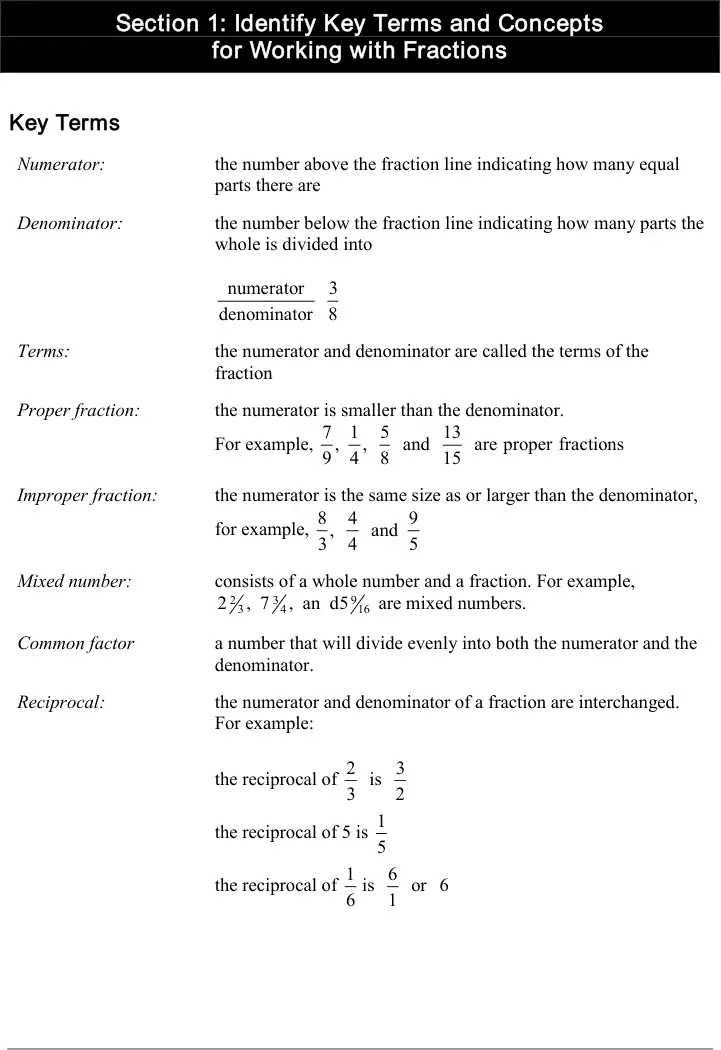 Section 1: Identify Key Terms and Concepts
for Working with Fractions
Key Terms
Numerator: the number above the fraction line indicating how many equal
parts there are
Denominator: the number below the fraction line indicating how many parts the
whole is divided into
numerator/denominator 3/8
Terms: the numerator and denominator are called the terms of the
fraction
Proper fraction: the numerator is smaller than the denominator.
For example, 7/9, 1/4, 5/8 and 13/15 are proper fractions
Improper fraction: the numerator is the same size as or larger than the denominator,
for example, 8/3, 4/4 and 9/5
Mixed number: consists of a whole number and a fraction. For example,
2 2/3, 7 3/4, an d5 9/16 are mixed numbers.
Common factor a number that will divide evenly into both the numerator and the
denominator.
Reciprocal: the numerator and denominator of a fraction are interchanged.
For example:
the reciprocal of 2/3 is 3/2
the reciprocal of 5 is 1/5
the reciprocal of 1/6 is 6/1 or 6